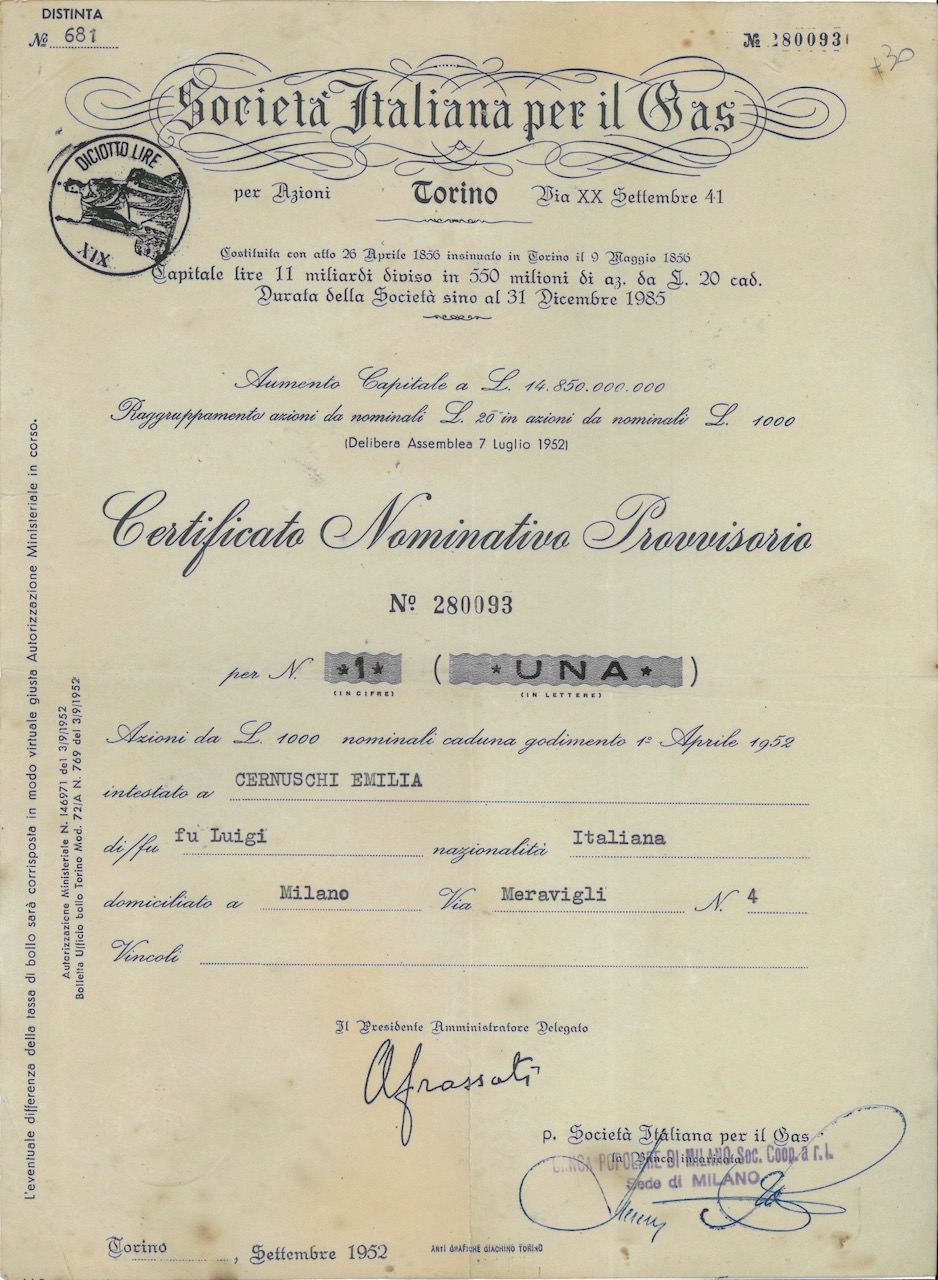 DISTINTA
№ 681
№ 280093
+30
Società Italiana per il Gas
DICIOTTO LIRE
XIX
per Azioni Torino Via XX Settembre 41
Costituita con atto 26 Aprile 1856 insinuato in Torino il 9 Maggio 1856
Capitale lire 11 miliardi diviso in 550 milioni di az. da L. 20 cad.
Durata della Società sino al 31 Dicembre 1985
Aumento Capitale a L. 14.850.000.000
Raggruppamento azioni da nominali L. 20 in azioni da nominali L. 1000
(Delibera Assemblea 7 Luglio 1952)
Certificato Nominativo Provvisorio
Nº 280093
per N. *1* ( * UNA * )
(IN CIFRE) (IN LETTERE)
Azioni da L. 1000 nominali caduna godimento 1º Aprile 1952
intestato a CERNUSCHI EMILIA
di/fu fu Luigi nazionalità Italiana
domiciliato a Milano Via Meravigli N. 4
Vincoli
Il Presidente Amministratore Delegato
Afrassati
p. Società Italiana per il Gas
la Banca incaricata
BANCA POPOLARE DI MILANO Soc. Coop. a r. l.
Sede di MILANO
Torino , Settembre 1952
ARTI GRAFICHE GIACHINO TORINO
L'eventuale differenza della tassa di bollo sarà corrisposta in modo virtuale giusta Autorizzazione Ministeriale in corso.
Autorizzazione Ministeriale N. 146971 del 3/9/1952
Bolletta Ufficio bollo Torino Mod. 72/A N. 769 del 3/9/1952